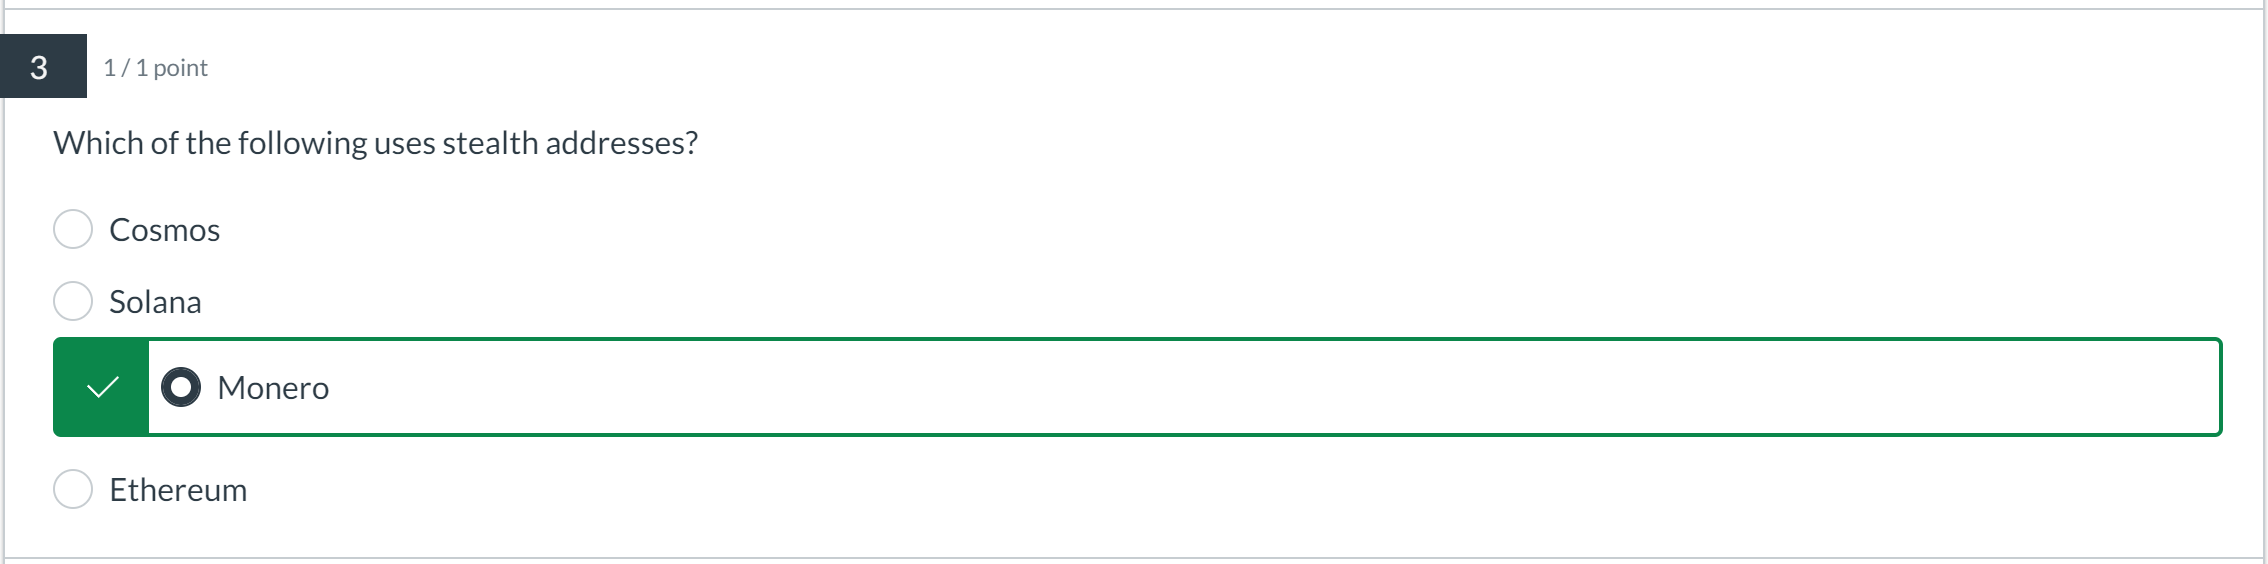 3
1 / 1 point
Which of the following uses stealth addresses?
Cosmos
Solana
Monero
Ethereum